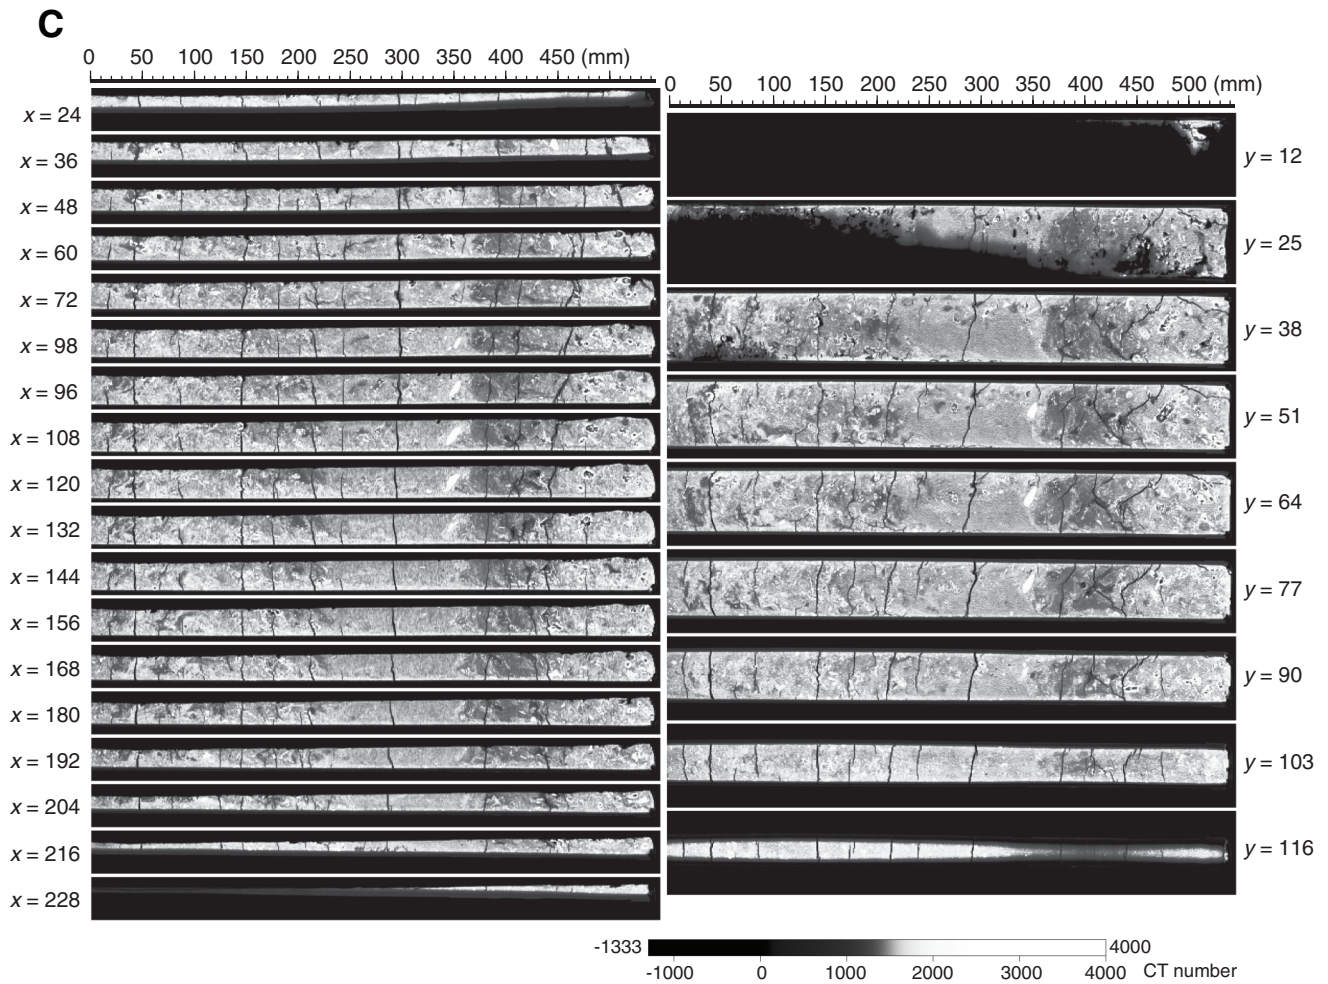 C
0 50 100 150 200 250 300 350 400 450 (mm)
x = 24
x = 36
x = 48
x = 60
x = 72
x = 98
x = 96
x = 108
x = 120
x = 132
x = 144
x = 156
x = 168
x = 180
x = 192
x = 204
x = 216
x = 228
0 50 100 150 200 250 300 350 400 450 500 (mm)
y = 12
y = 25
y = 38
y = 51
y = 64
y = 77
y = 90
y = 103
y = 116
-1333 4000
-1000 0 1000 2000 3000 4000 CT number